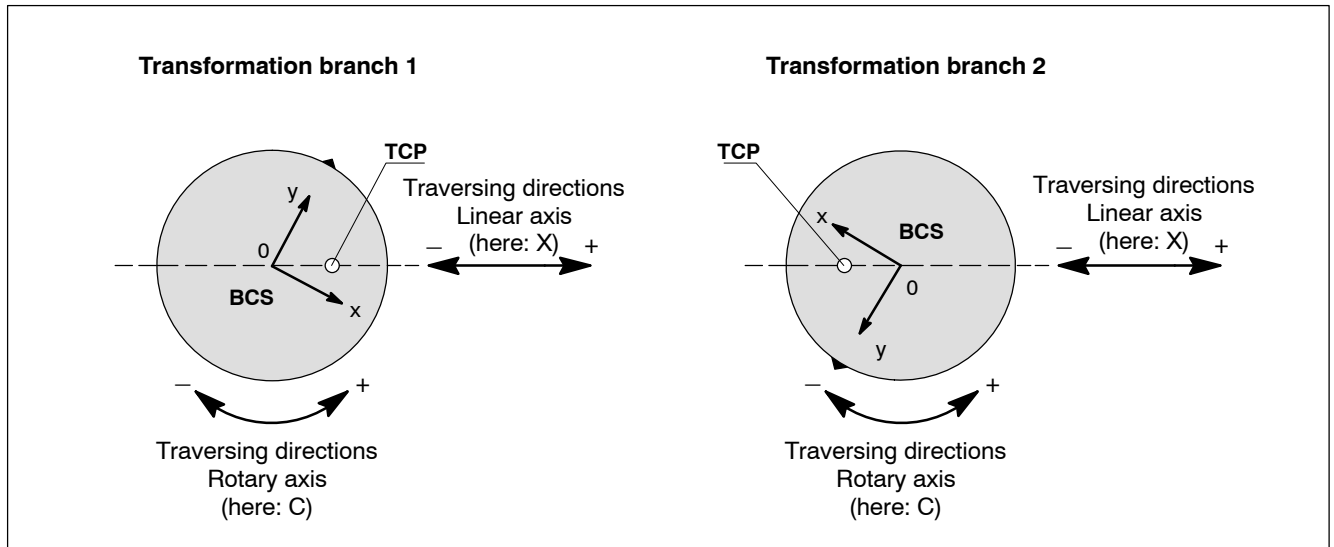 Transformation branch 1
TCP
y
Traversing directions
Linear axis
(here: X)
0
− +
BCS
x
− +
Traversing directions
Rotary axis
(here: C)
Transformation branch 2
TCP
Traversing directions
Linear axis
(here: X)
x
BCS
− +
0
y
− +
Traversing directions
Rotary axis
(here: C)